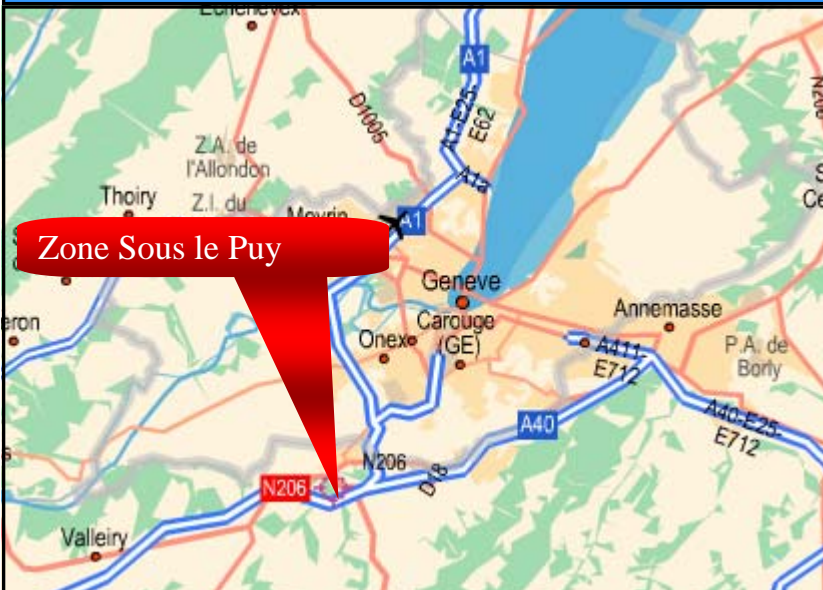 Echenevex
A1
N206
D1005
A1-E25-
E62
Z.A. de
l'Allondon
A1a
Thoiry
Z.I. du
Meyrin
A1
Zone Sous le Puy
Geneve
Annemasse
eron
Onex
Carouge
(GE)
A411-
E712
P.A. de
Borly
A40-E25-
E712
A40
N206
D18
N206
Valleiry